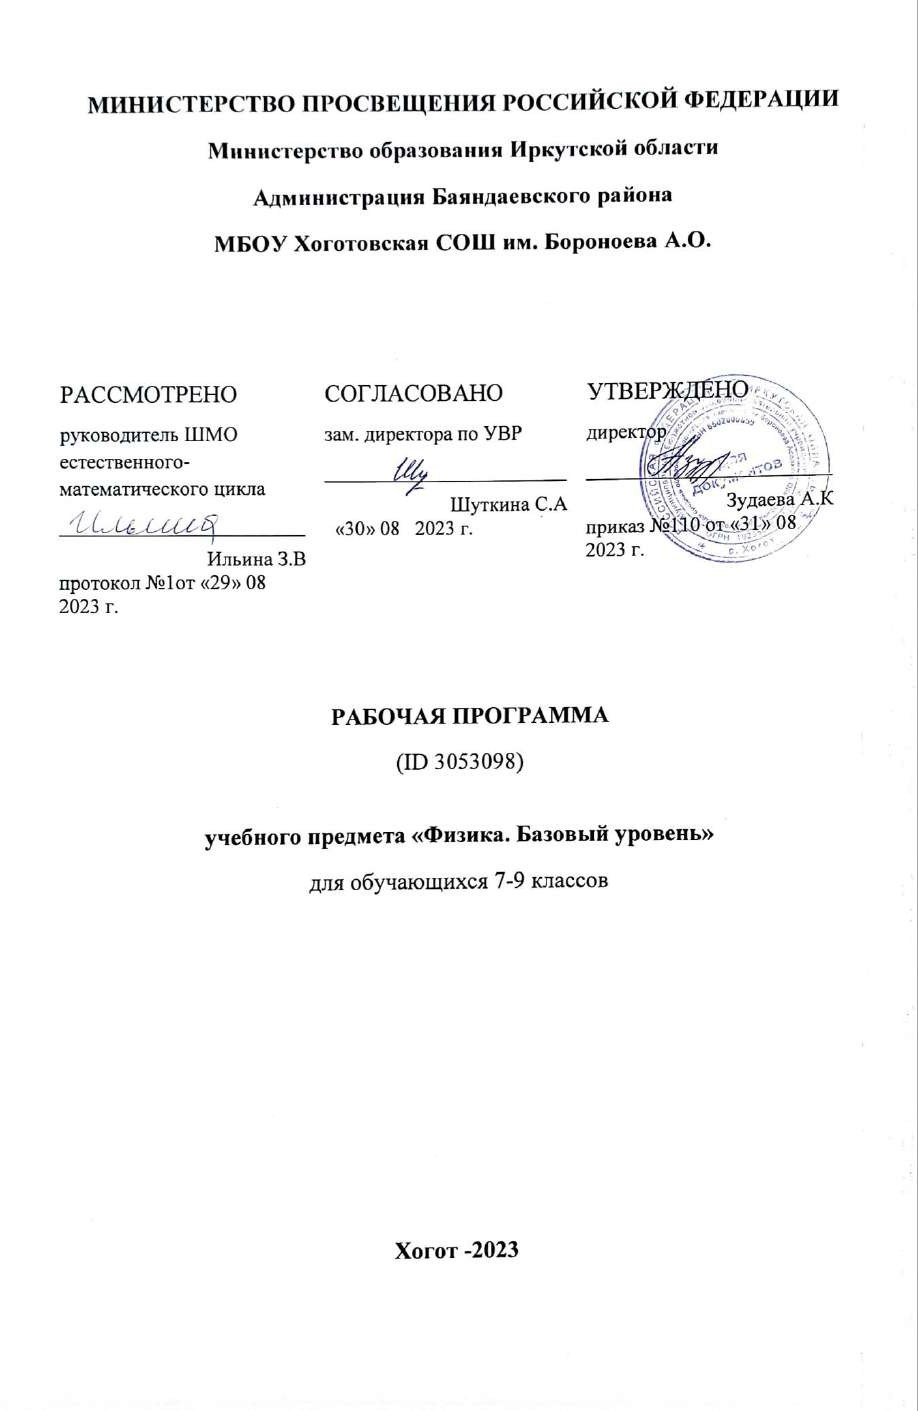 МИНИСТЕРСТВО ПРОСВЕЩЕНИЯ РОССИЙСКОЙ ФЕДЕРАЦИИ
Министерство образования Иркутской области
Администрация Баяндаевского района
МБОУ Хоготовская СОШ им. Бороноева А.О.
РАССМОТРЕНО
руководитель ШМО
естественного-
математического цикла
Ильина З.В
протокол №1от «29» 08
2023 г.
СОГЛАСОВАНО
зам. директора по УВР
Шуткина С.А
«30» 08 2023 г.
УТВЕРЖДЕНО
директор
для
документов
с. Хогот
Зудаева А.К
приказ №110 от «31» 08
2023 г.
РАБОЧАЯ ПРОГРАММА
(ID 3053098)
учебного предмета «Физика. Базовый уровень»
для обучающихся 7-9 классов
Хогот -2023